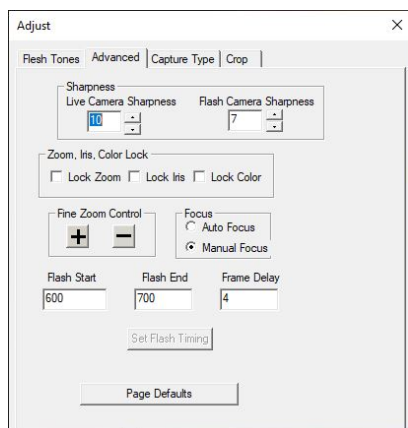 Adjust
Flesh Tones Advanced Capture Type Crop
Sharpness
Live Camera Sharpness Flash Camera Sharpness
10 7
Zoom, Iris, Color Lock
Lock Zoom Lock Iris Lock Color
Fine Zoom Control Focus
+ − Auto Focus
Manual Focus
Flash Start Flash End Frame Delay
600 700 4
Set Flash Timing
Page Defaults